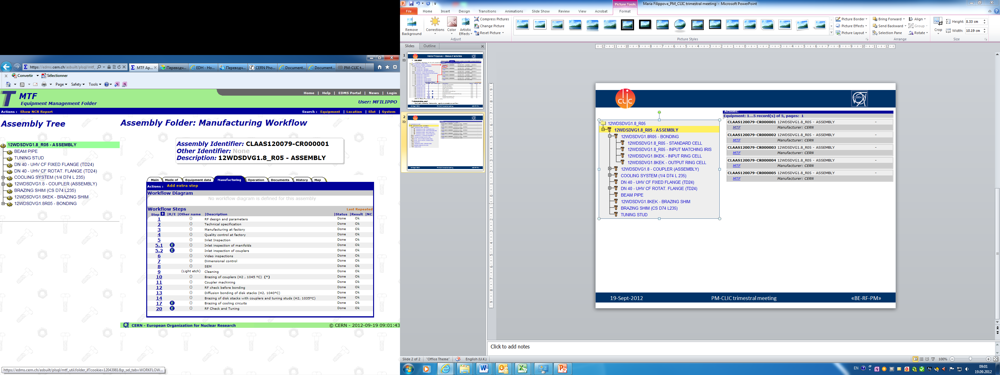 https://edms.cern.ch/asbuilt/plsql/mtf_
MTF Ap...
Переводч...
EDH - Ho...
Переводч...
CERN Pho...
Document...
Document...
PM-CLIC t...
Convertir
Sélectionner
Page
Safety
Tools
MTF
Equipment Management Folder
Home | Help | EDMS Portal | News | Login
User: MFILIPPO
Actions : Show NCR Report
Search : Equipment | Location | Slot | System
Assembly Tree
12WDSDVG1.8_R05 - ASSEMBLY
BEAM PIPE
TUNING STUD
DN 40 - UHV CF FIXED FLANGE (TD24)
DN 40 - UHV CF ROTAT. FLANGE (TD24)
COOLING SYSTEM (1/4 D74 L 235)
12WDSDVG1.8 - COUPLER (ASSEMBLY)
BRAZING SHIM (CS D74 L235)
12WDSDVG1.8KEK - BRAZING SHIM
12WDSDVG1.8R05 - BONDING
Assembly Folder: Manufacturing Workflow
Assembly Identifier: CLAAS120079-CR000001
Other Identifier: None
Description: 12WDSDVG1.8_R05 - ASSEMBLY
Main Made of Equipment data Manufacturing Operation Documents History Map
Actions : Add extra step
Workflow Diagram
No workflow diagram is defined for this assembly
Workflow Steps Last Repeated
Step |R/E |Other name |Description |Status |Result |NC
1 () RF design and parameters Done Ok
2 () Technical specification Done Ok
3 () Manufacturing at factory Done Ok
4 () Quality control at factory Done Ok
5 () Inlet Inspection Done Ok
5.1 E () Inlet inspection of manifolds Done Ok
5.2 E () Inlet inspection of couplers Done Ok
6 () Video inspections Done Ok
7 () Dimensional control Done Ok
8 () SEM Done Ok
9 (Light etch) Cleaning Done Ok
10 () Brazing of couplers (H2 , 1045 °C) (*) Done Ok
11 () Coupler machining Done Ok
12 () RF check before bonding Done Ok
13 () Diffusion bonding of disk stacks (H2, 1040°C) Done Ok
14 () Brazing of disk stacks with couplers and tuning studs (H2, 1035°C) Done Ok
17 E () Brazing of cooling circuits Done Ok
20 E () RF Check and Tuning Done Ok
CERN - European Organization for Nuclear Research
© CERN - 2012-09-19 09:01:43
https://edms.cern.ch/asbuilt/plsql/mtf_util.folder_if?cookie=12043981&p_sel_tab=WORKFLOW...
Picture Tools
Maria Filippova_PM_CLIC trimestral meeting - Microsoft PowerPoint
File Home Insert Design Transitions Animations Slide Show Review View Acrobat Format
Remove Background
Corrections
Color
Artistic Effects
Compress Pictures
Change Picture
Reset Picture
Adjust
Picture Styles
Picture Border
Picture Effects
Picture Layout
Bring Forward
Send Backward
Selection Pane
Align
Group
Rotate
Arrange
Crop
Height: 8.33 cm
Width: 10.19 cm
Size
Slides
Outline
1
Maria Filippova – Status of activities
2
clic
CERN
12WDSDVG1.8_R05
12WDSDVG1.8_R05 - ASSEMBLY
12WDSDVG1.8R05 - BONDING
12WDSDVG1.8_R05 - STANDARD CELL
12WDSDVG1.8_R05 - INPUT MATCHING IRIS
12WDSDVG1.8KEK - INPUT RING CELL
12WDSDVG1.8KEK - OUTPUT RING CELL
12WDSDVG1.8 - COUPLER (ASSEMBLY)
COOLING SYSTEM (1/4 D74 L 235)
DN 40 - UHV CF FIXED FLANGE (TD24)
DN 40 - UHV CF ROTAT. FLANGE (TD24)
BEAM PIPE
12WDSDVG1.8KEK - BRAZING SHIM
BRAZING SHIM (CS D74 L235)
TUNING STUD
Actions:
Equipment: 1...5 record(s) of 5, pages: 1
CLAAS120079-CR000001 12WDSDVG1.8_R05 - ASSEMBLY -
MTF Manufacturer: CERN
CLAAS120079-CR000002 12WDSDVG1.8_R05 - ASSEMBLY -
MTF Manufacturer: CERN
CLAAS120079-CR000003 12WDSDVG1.8_R05 - ASSEMBLY -
MTF Manufacturer: CERN
CLAAS120079-CR000004 12WDSDVG1.8_R05 - ASSEMBLY -
MTF Manufacturer: CERN
CLAAS120079-CR000005 12WDSDVG1.8_R05 - ASSEMBLY -
MTF Manufacturer: CERN
19-Sept-2012
PM-CLIC trimestral meeting
«BE-RF-PM»
Click to add notes
Slide 2 of 2
"Office Theme"
English (U.K.)
100%
EN
09:01
19.09.2012